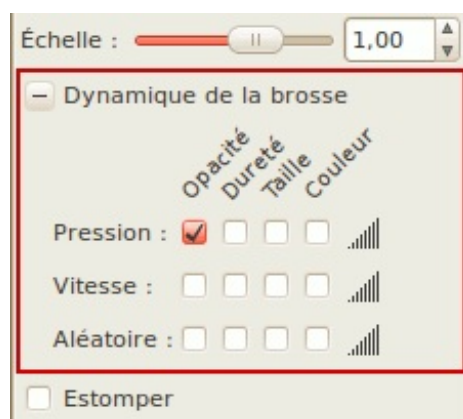 Échelle : 1,00
Dynamique de la brosse
Opacité Dureté Taille Couleur
Pression :
Vitesse :
Aléatoire :
Estomper